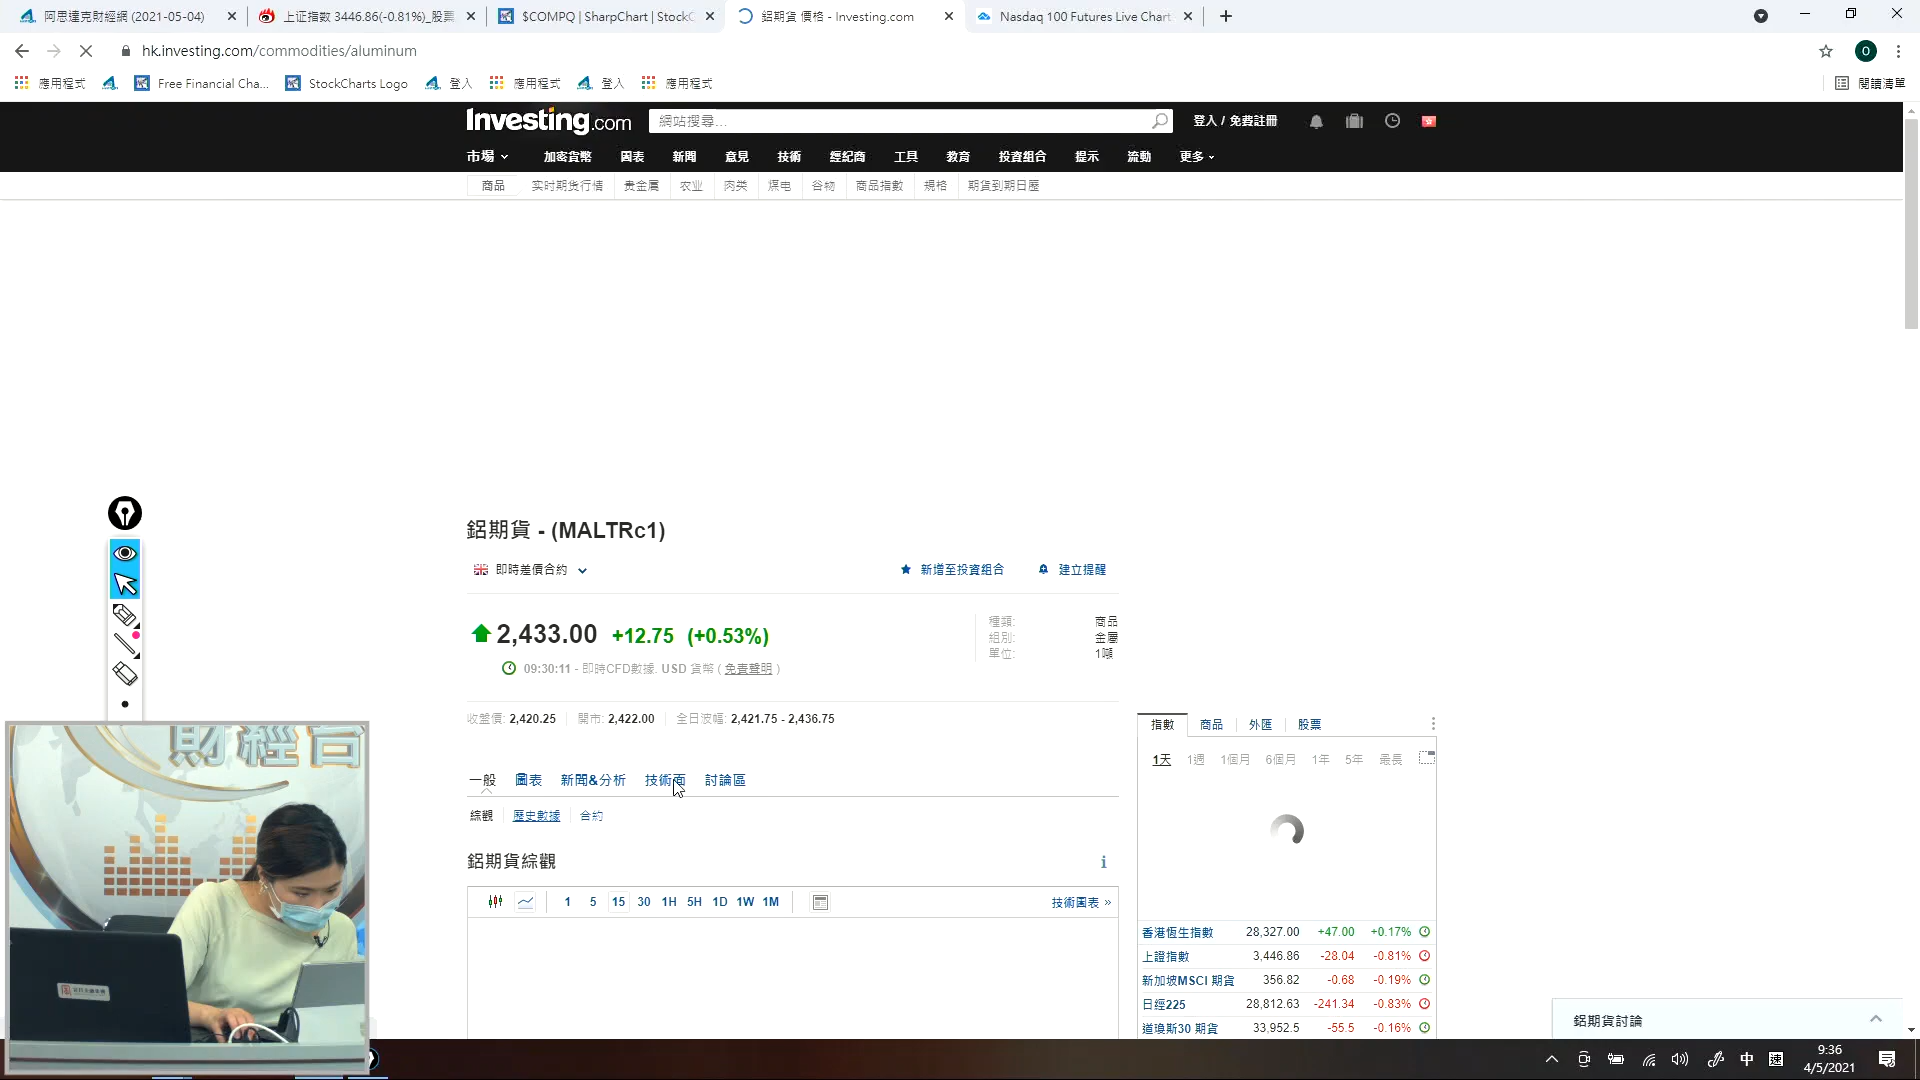 阿思達克財經網 (2021-05-04)
上证指数 3446.86(-0.81%)_股票
$COMPQ | SharpChart | StockC
鋁期貨 價格 - Investing.com
Nasdaq 100 Futures Live Chart
hk.investing.com/commodities/aluminum
O
應用程式
Free Financial Cha...
StockCharts Logo
登入
應用程式
登入
應用程式
閱讀清單
Investing.com
網站搜尋...
登入 / 免費註冊
市場 加密貨幣 圖表 新聞 意見 技術 經紀商 工具 教育 投資組合 提示 流動 更多
商品 实时期货行情 贵金属 农业 肉类 煤电 谷物 商品指數 規格 期貨到期日歷
鋁期貨 - (MALTRc1)
即時差價合約
新增至投資組合
建立提醒
2,433.00 +12.75 (+0.53%)
09:30:11 - 即時CFD數據. USD 貨幣 ( 免責聲明 )
種類: 商品
組別: 金屬
單位: 1噸
收盤價: 2,420.25 開市: 2,422.00 全日波幅: 2,421.75 - 2,436.75
一般 圖表 新聞&分析 技術面 討論區
綜觀 歷史數據 合約
鋁期貨綜觀
i
1 5 15 30 1H 5H 1D 1W 1M
技術圖表 »
指數 商品 外匯 股票
1天 1週 1個月 6個月 1年 5年 最長
香港恆生指數 28,327.00 +47.00 +0.17%
上證指數 3,446.86 -28.04 -0.81%
新加坡MSCI 期貨 356.82 -0.68 -0.19%
日經225 28,812.63 -241.34 -0.83%
道瓊斯30 期貨 33,952.5 -55.5 -0.16%
鋁期貨討論
財經台
中
速
9:36
4/5/2021